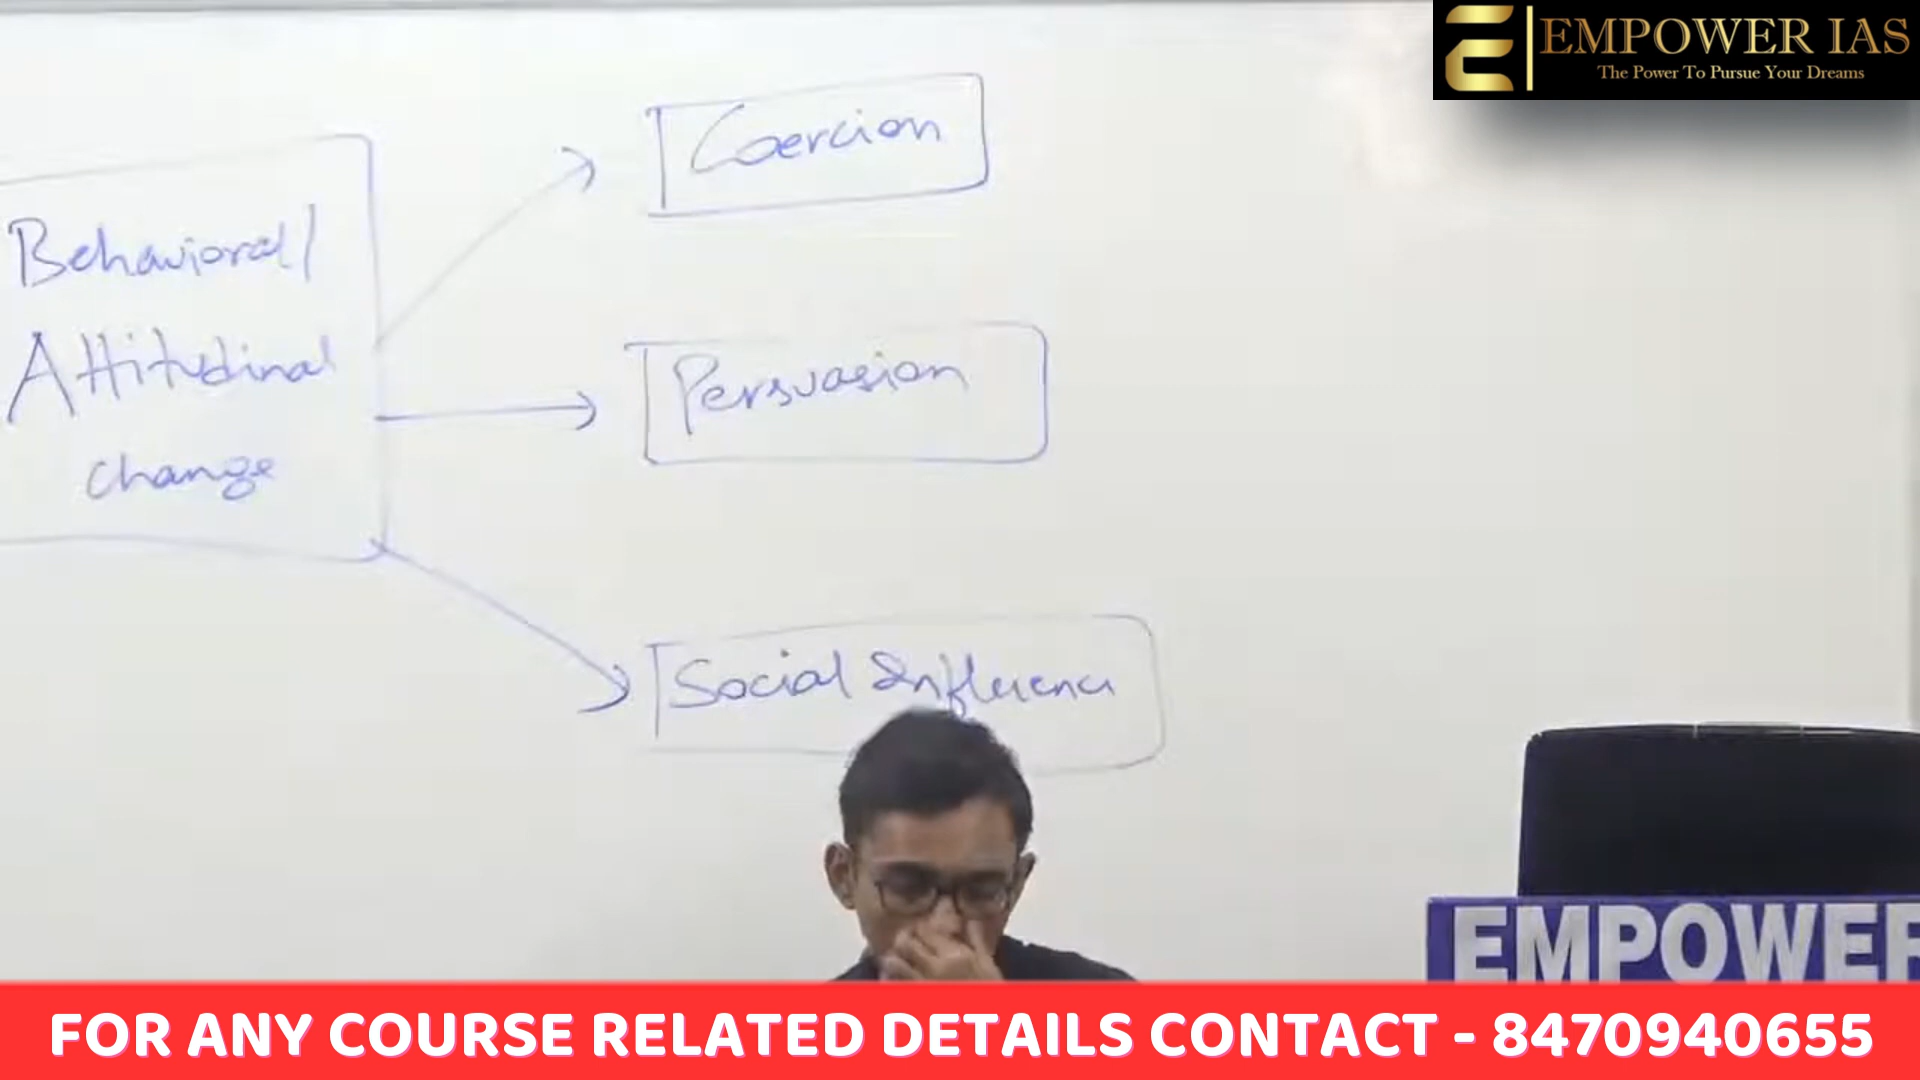 EMPOWER IAS
The Power To Pursue Your Dreams
Coercion
Behavioral/
Attitudinal
change
Persuasion
Social Influence
EMPOWER
FOR ANY COURSE RELATED DETAILS CONTACT - 8470940655